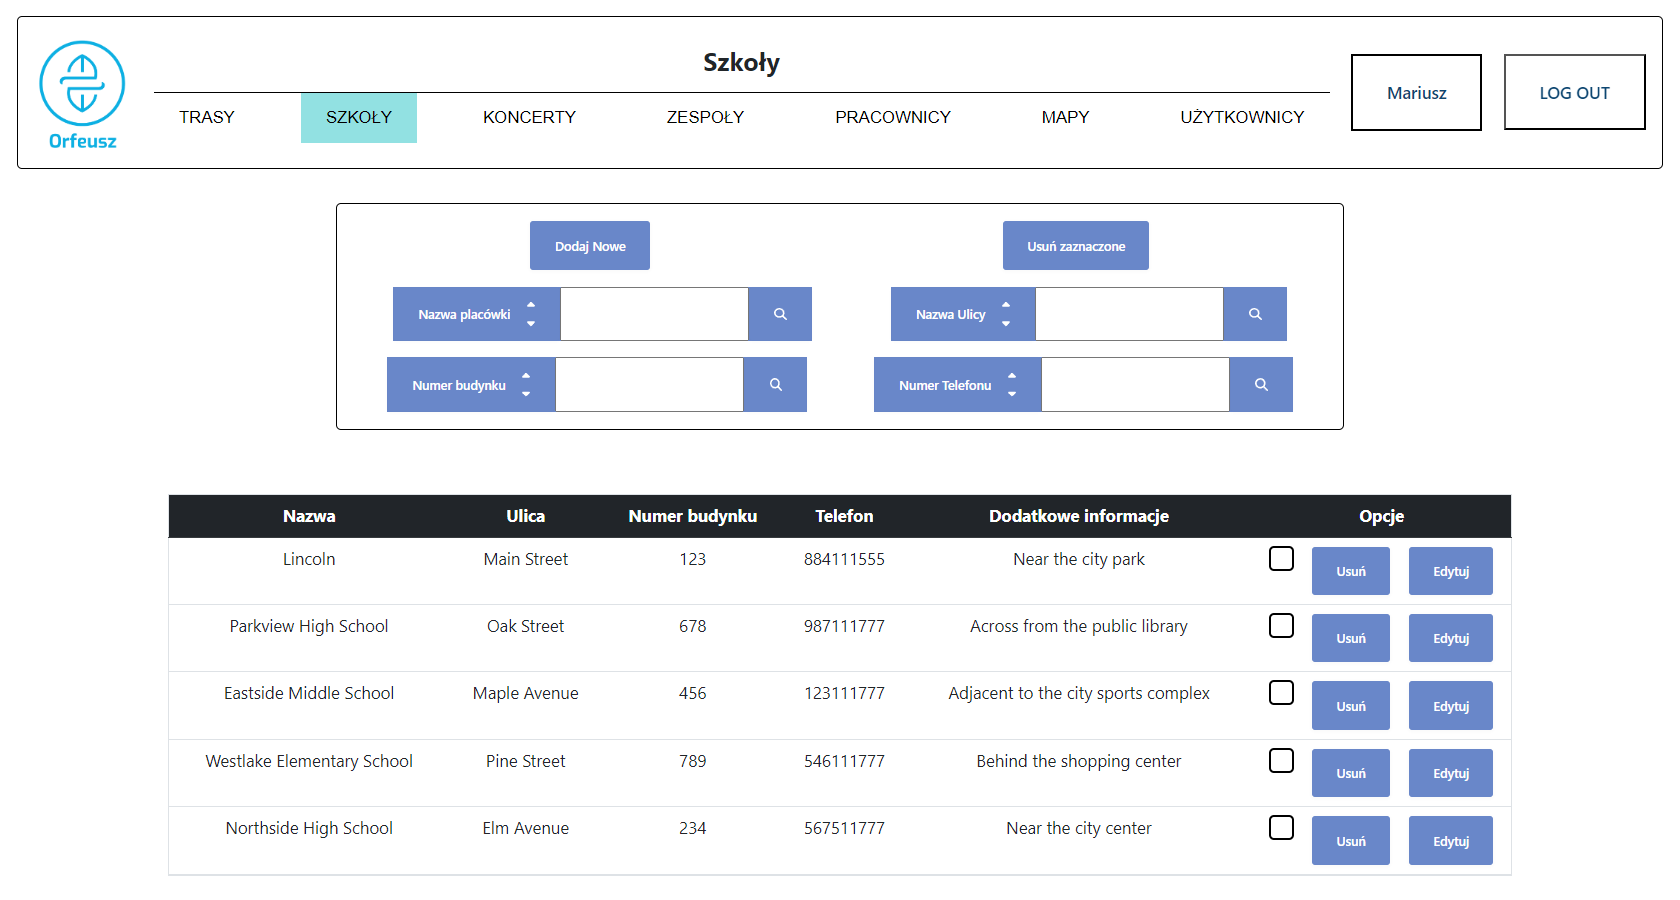 Orfeusz
Szkoły
TRASY SZKOŁY KONCERTY ZESPOŁY PRACOWNICY MAPY UŻYTKOWNICY
Mariusz LOG OUT
Dodaj Nowe Usuń zaznaczone
Nazwa placówki Nazwa Ulicy
Numer budynku Numer Telefonu
Nazwa Ulica Numer budynku Telefon Dodatkowe informacje Opcje
Lincoln Main Street 123 884111555 Near the city park Usuń Edytuj
Parkview High School Oak Street 678 987111777 Across from the public library Usuń Edytuj
Eastside Middle School Maple Avenue 456 123111777 Adjacent to the city sports complex Usuń Edytuj
Westlake Elementary School Pine Street 789 546111777 Behind the shopping center Usuń Edytuj
Northside High School Elm Avenue 234 567511777 Near the city center Usuń Edytuj